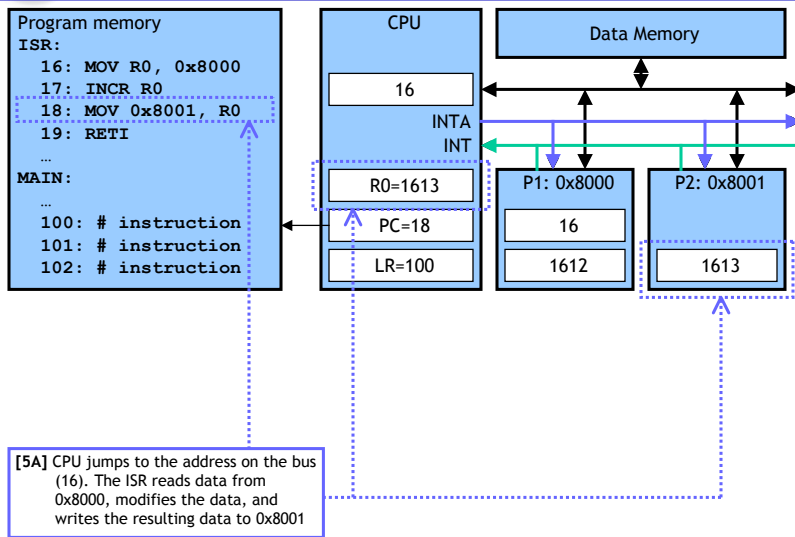 Program memory
ISR:
16: MOV R0, 0x8000
17: INCR R0
18: MOV 0x8001, R0
19: RETI
…
MAIN:
…
100: # instruction
101: # instruction
102: # instruction
CPU
16
INTA
INT
R0=1613
PC=18
LR=100
Data Memory
P1: 0x8000
16
1612
P2: 0x8001
1613
[5A] CPU jumps to the address on the bus
(16). The ISR reads data from
0x8000, modifies the data, and
writes the resulting data to 0x8001